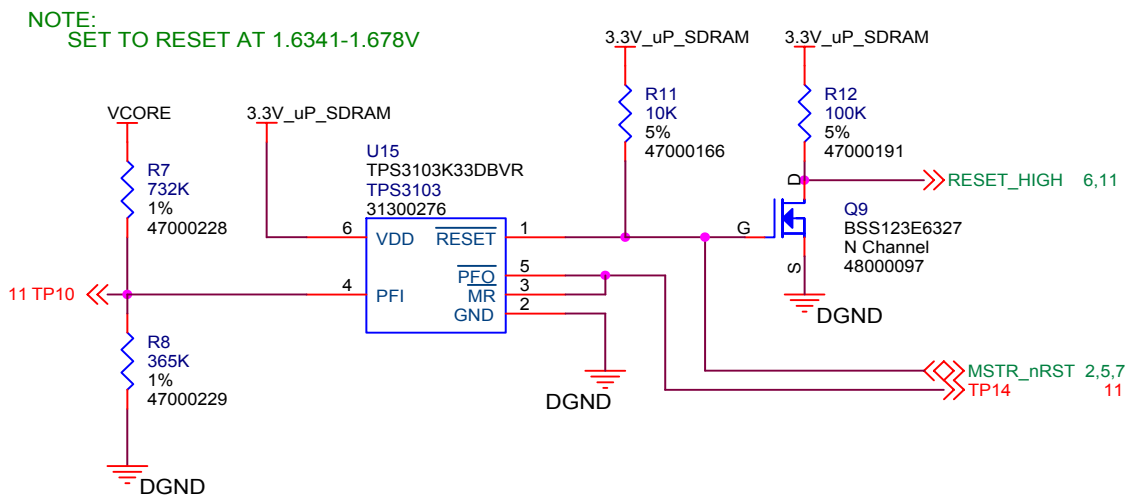 NOTE:
SET TO RESET AT 1.6341-1.678V
VCORE
R7
732K
1%
47000228
11 TP10
R8
365K
1%
47000229
DGND
3.3V_uP_SDRAM
U15
TPS3103K33DBVR
TPS3103
31300276
6 VDD
4 PFI
RESET 1
PFO 5
MR 3
GND 2
DGND
3.3V_uP_SDRAM
R11
10K
5%
47000166
3.3V_uP_SDRAM
R12
100K
5%
47000191
D
G
S
Q9
BSS123E6327
N Channel
48000097
DGND
RESET_HIGH 6,11
MSTR_nRST 2,5,7
TP14 11